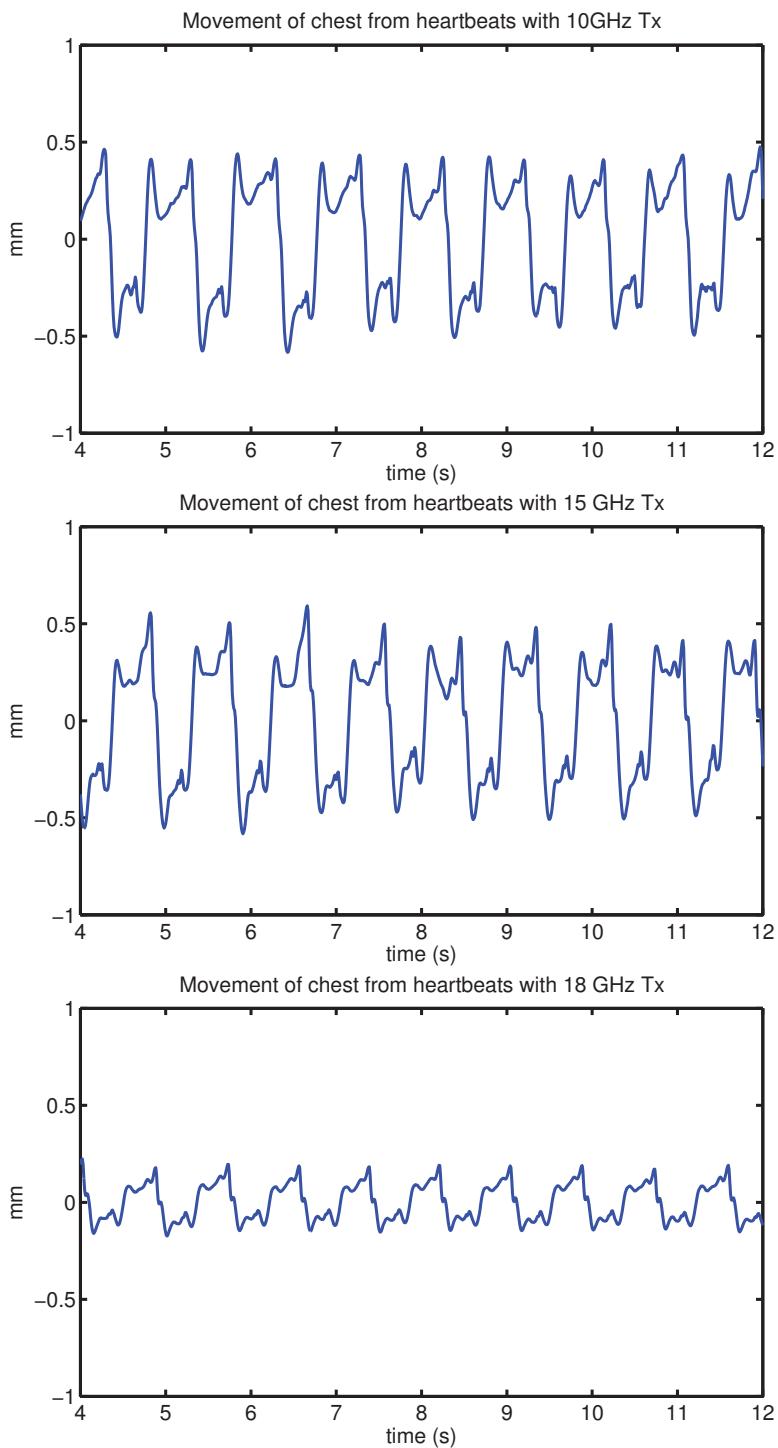 Movement of chest from heartbeats with 10GHz Tx
1
0.5
0
−0.5
−1
mm
4 5 6 7 8 9 10 11 12
time (s)
Movement of chest from heartbeats with 15 GHz Tx
1
0.5
0
−0.5
−1
mm
4 5 6 7 8 9 10 11 12
time (s)
Movement of chest from heartbeats with 18 GHz Tx
1
0.5
0
−0.5
−1
mm
4 5 6 7 8 9 10 11 12
time (s)